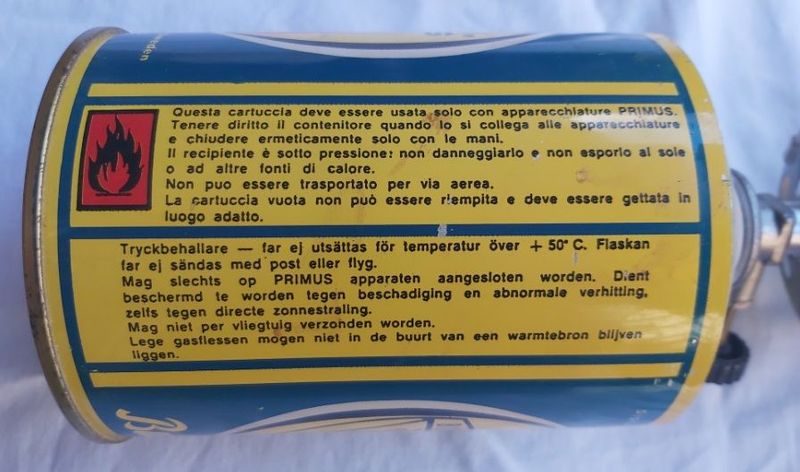 Questa cartuccia deve essere usata solo con apparecchiature PRIMUS.
Tenere diritto il contenitore quando lo si collega alle apparecchiature
e chiudere ermeticamente solo con le mani.
Il recipiente è sotto pressione: non danneggiarlo e non esporlo al sole
o ad altre fonti di calore.
Non puo essere trasportato per via aerea.
La cartuccia vuota non può essere riempita e deve essere gettata in
luogo adatto.
Tryckbehallare — far ej utsättas för temperatur över + 50° C. Flaskan
far ej sändas med post eller flyg.
Mag slechts op PRIMUS apparaten aangesloten worden. Dient
beschermd te worden tegen beschadiging en abnormale verhitting,
zelfs tegen directe zonnestraling.
Mag niet per vliegtuig verzonden worden.
Lege gasflessen mogen niet in de buurt van een warmtebron blijven
liggen.